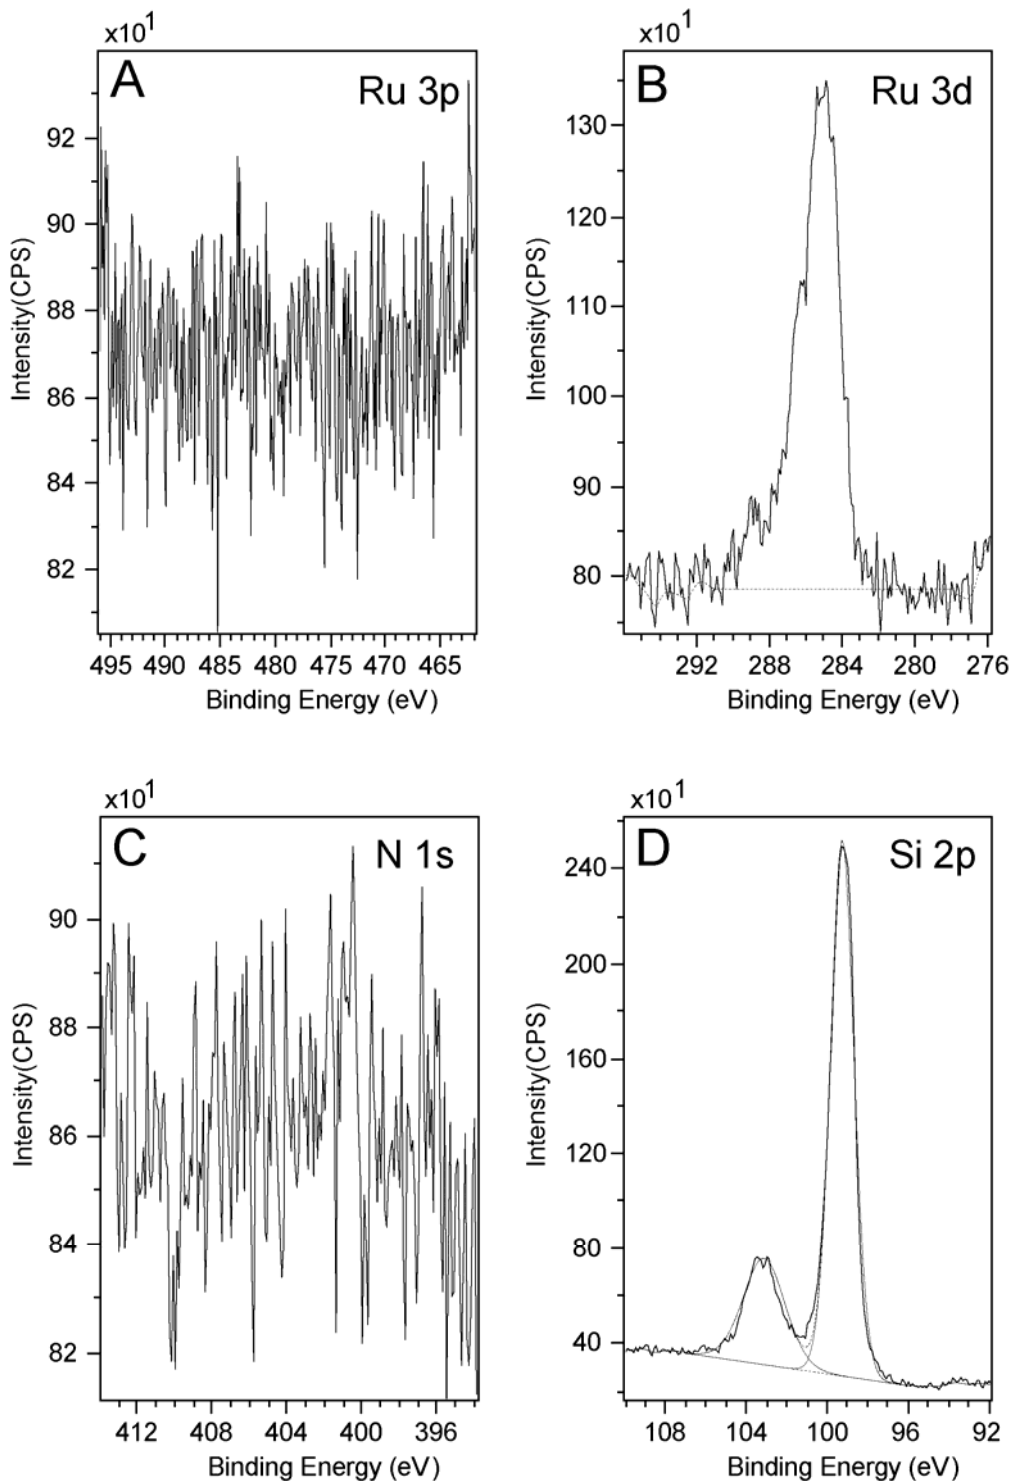 x10¹
A
Ru 3p
92
90
88
86
84
82
Intensity(CPS)
495 490 485 480 475 470 465
Binding Energy (eV)
x10¹
B
Ru 3d
130
120
110
100
90
80
Intensity(CPS)
292 288 284 280 276
Binding Energy (eV)
x10¹
C
N 1s
90
88
86
84
82
Intensity(CPS)
412 408 404 400 396
Binding Energy (eV)
x10¹
D
Si 2p
240
200
160
120
80
40
Intensity(CPS)
108 104 100 96 92
Binding Energy (eV)